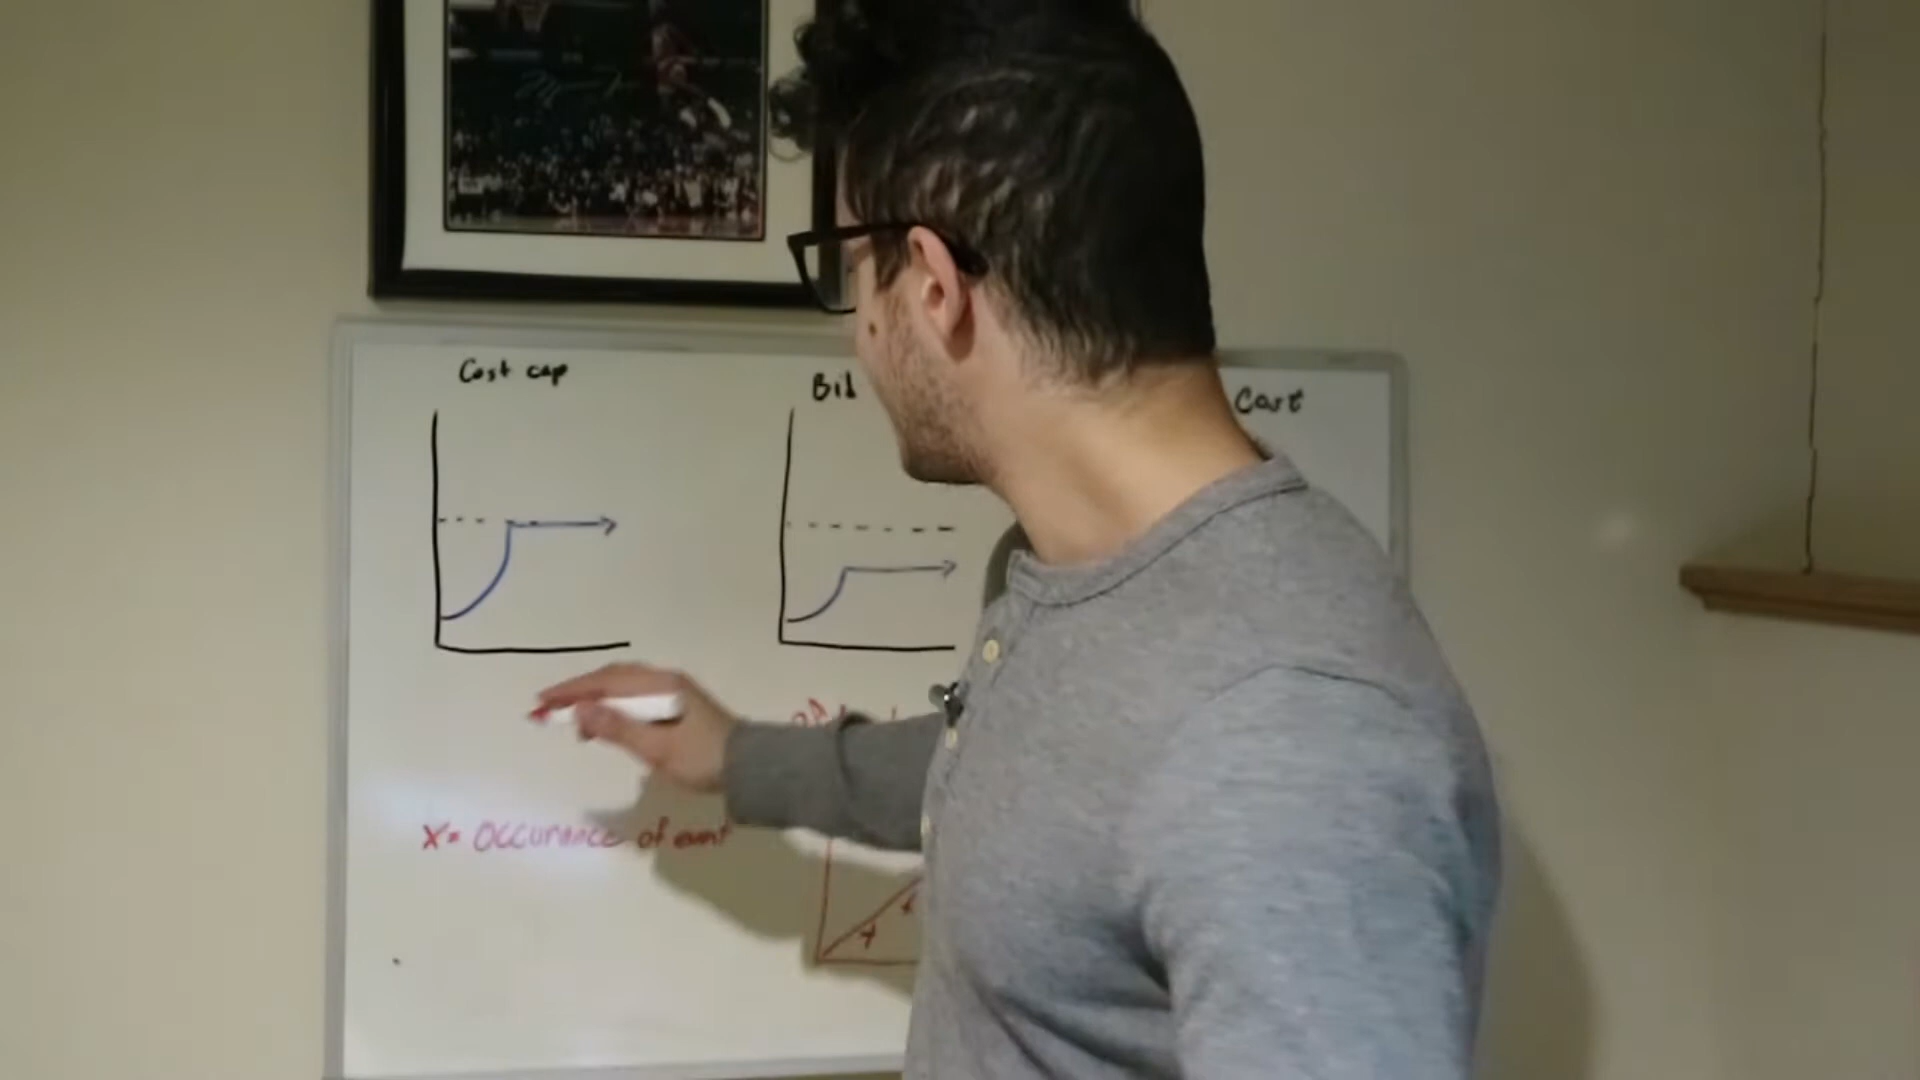 Cost cap
Bid
Cost
X= Occurance of event